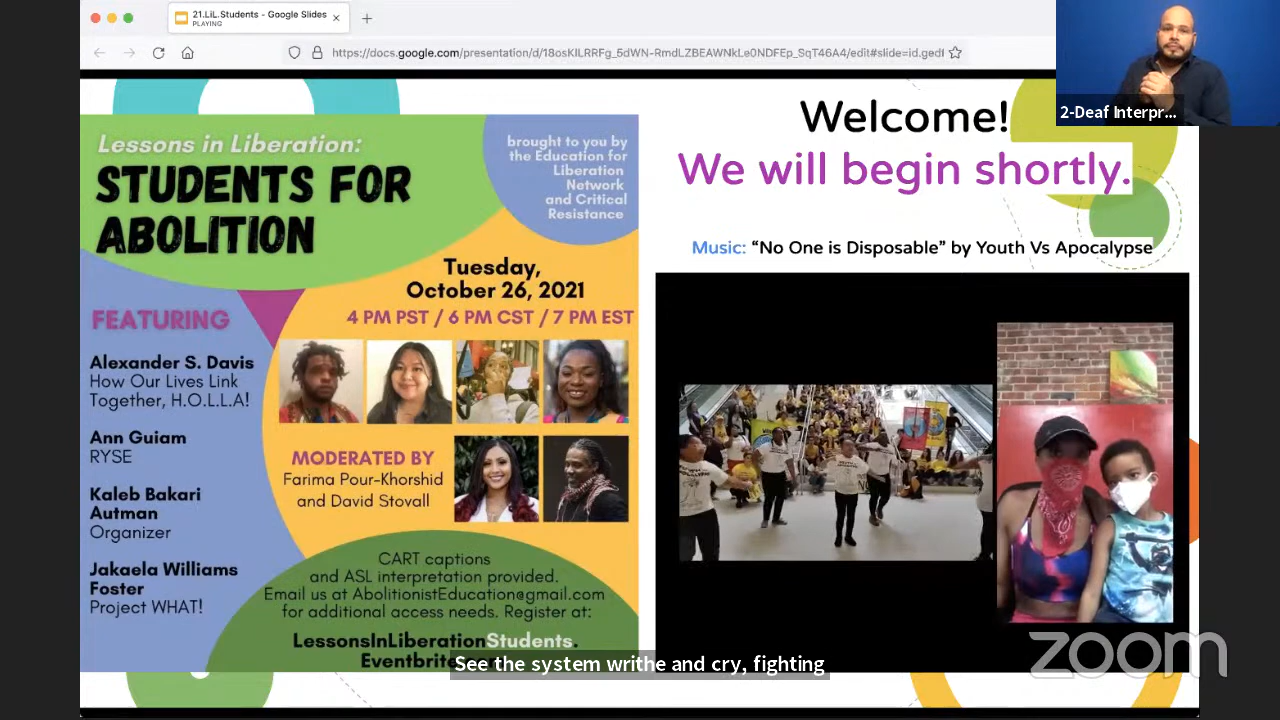 21.LiL.Students - Google Slides
PLAYING
https://docs.google.com/presentation/d/18osKILRRFg_5dWN-RmdLZBEAWNkLe0NDFEp_SqT46A4/edit#slide=id.gedf
2-Deaf Interpr...
Lessons in Liberation:
STUDENTS FOR
ABOLITION
brought to you by
the Education for
Liberation
Network
and Critical
Resistance
Tuesday,
October 26, 2021
4 PM PST / 6 PM CST / 7 PM EST
FEATURING
Alexander S. Davis
How Our Lives Link
Together, H.O.L.L.A!
Ann Guiam
RYSE
Kaleb Bakari
Autman
Organizer
Jakaela Williams
Foster
Project WHAT!
MODERATED BY
Farima Pour-Khorshid
and David Stovall
CART captions
and ASL interpretation provided.
Email us at AbolitionistEducation@gmail.com
for additional access needs. Register at:
LessonsInLiberationStudents.
Eventbrite
Welcome!
We will begin shortly.
Music: “No One is Disposable” by Youth Vs Apocalypse
See the system writhe and cry, fighting
zoom